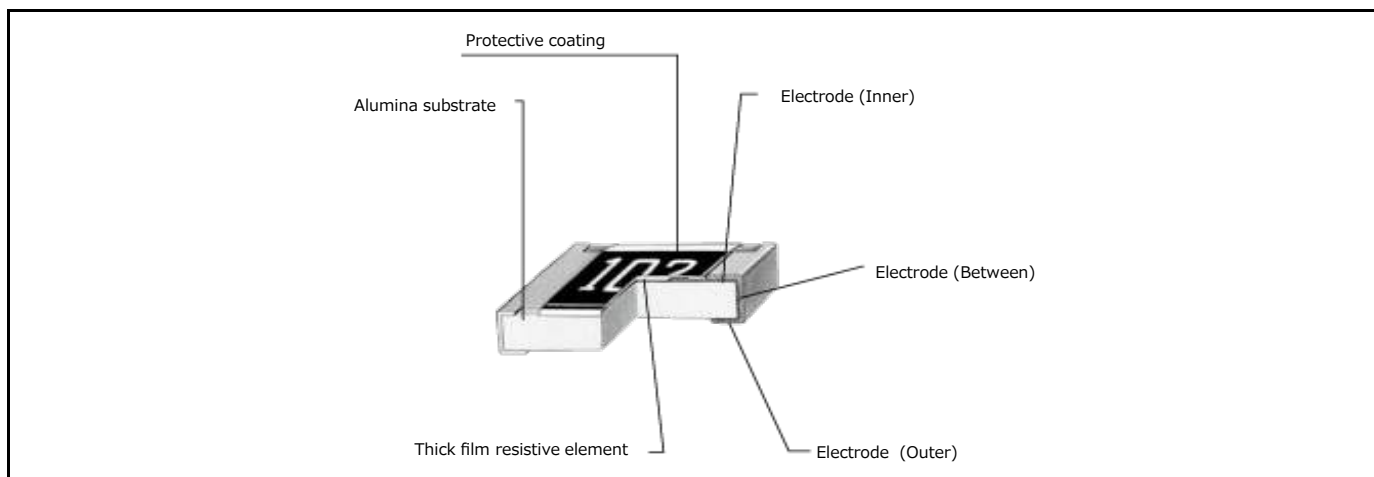 Protective coating
Alumina substrate
Electrode (Inner)
102
Electrode (Between)
Thick film resistive element
Electrode (Outer)